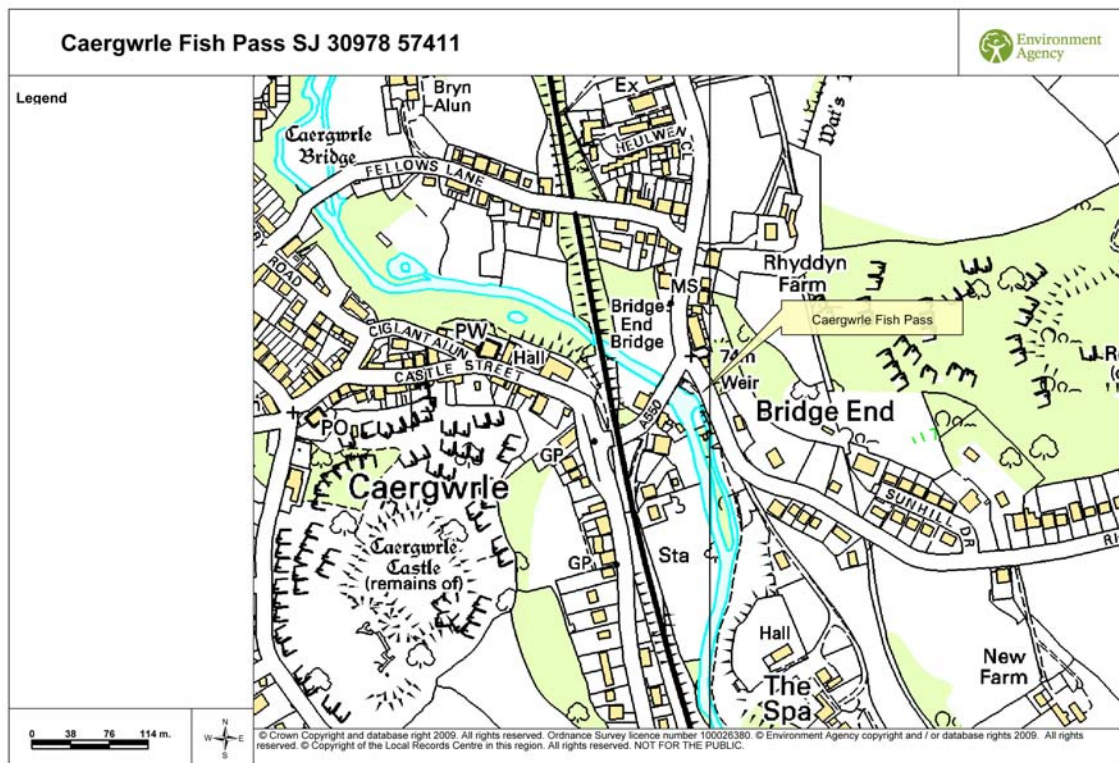 Caergwrle Fish Pass SJ 30978 57411
Environment
Agency
Legend
Bryn
Alun
Ex
Wat's
Caergwrle
Bridge
HEULWEN CL
FELLOWS LANE
ROAD
Rhyddyn
Farm
MS
Bridge
End
Bridge
Caergwrle Fish Pass
CIGLANT ALUN
PW
Hall
74m
Weir
CASTLE STREET
A550
Bridge End
PO
GP
Caergwrle
SUNHILL DR
Caergwrle
Castle
(remains of)
Sta
GP
Hall
New
Farm
The
Spa
0 38 76 114 m.
N
W E
S
© Crown Copyright and database right 2009. All rights reserved. Ordnance Survey licence number 100026380. © Environment Agency copyright and / or database rights 2009. All rights
reserved. © Copyright of the Local Records Centre in this region. All rights reserved. NOT FOR THE PUBLIC.